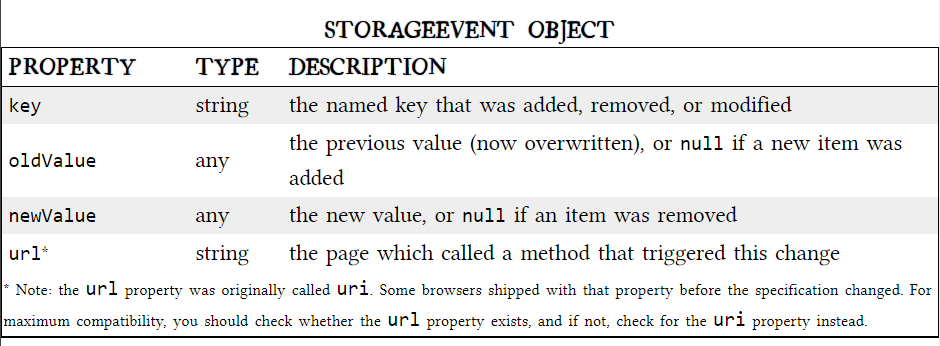 STORAGEEVENT OBJECT
PROPERTY TYPE DESCRIPTION
key string the named key that was added, removed, or modified
oldValue any the previous value (now overwritten), or null if a new item was
added
newValue any the new value, or null if an item was removed
url* string the page which called a method that triggered this change
* Note: the url property was originally called uri. Some browsers shipped with that property before the specification changed. For
maximum compatibility, you should check whether the url property exists, and if not, check for the uri property instead.